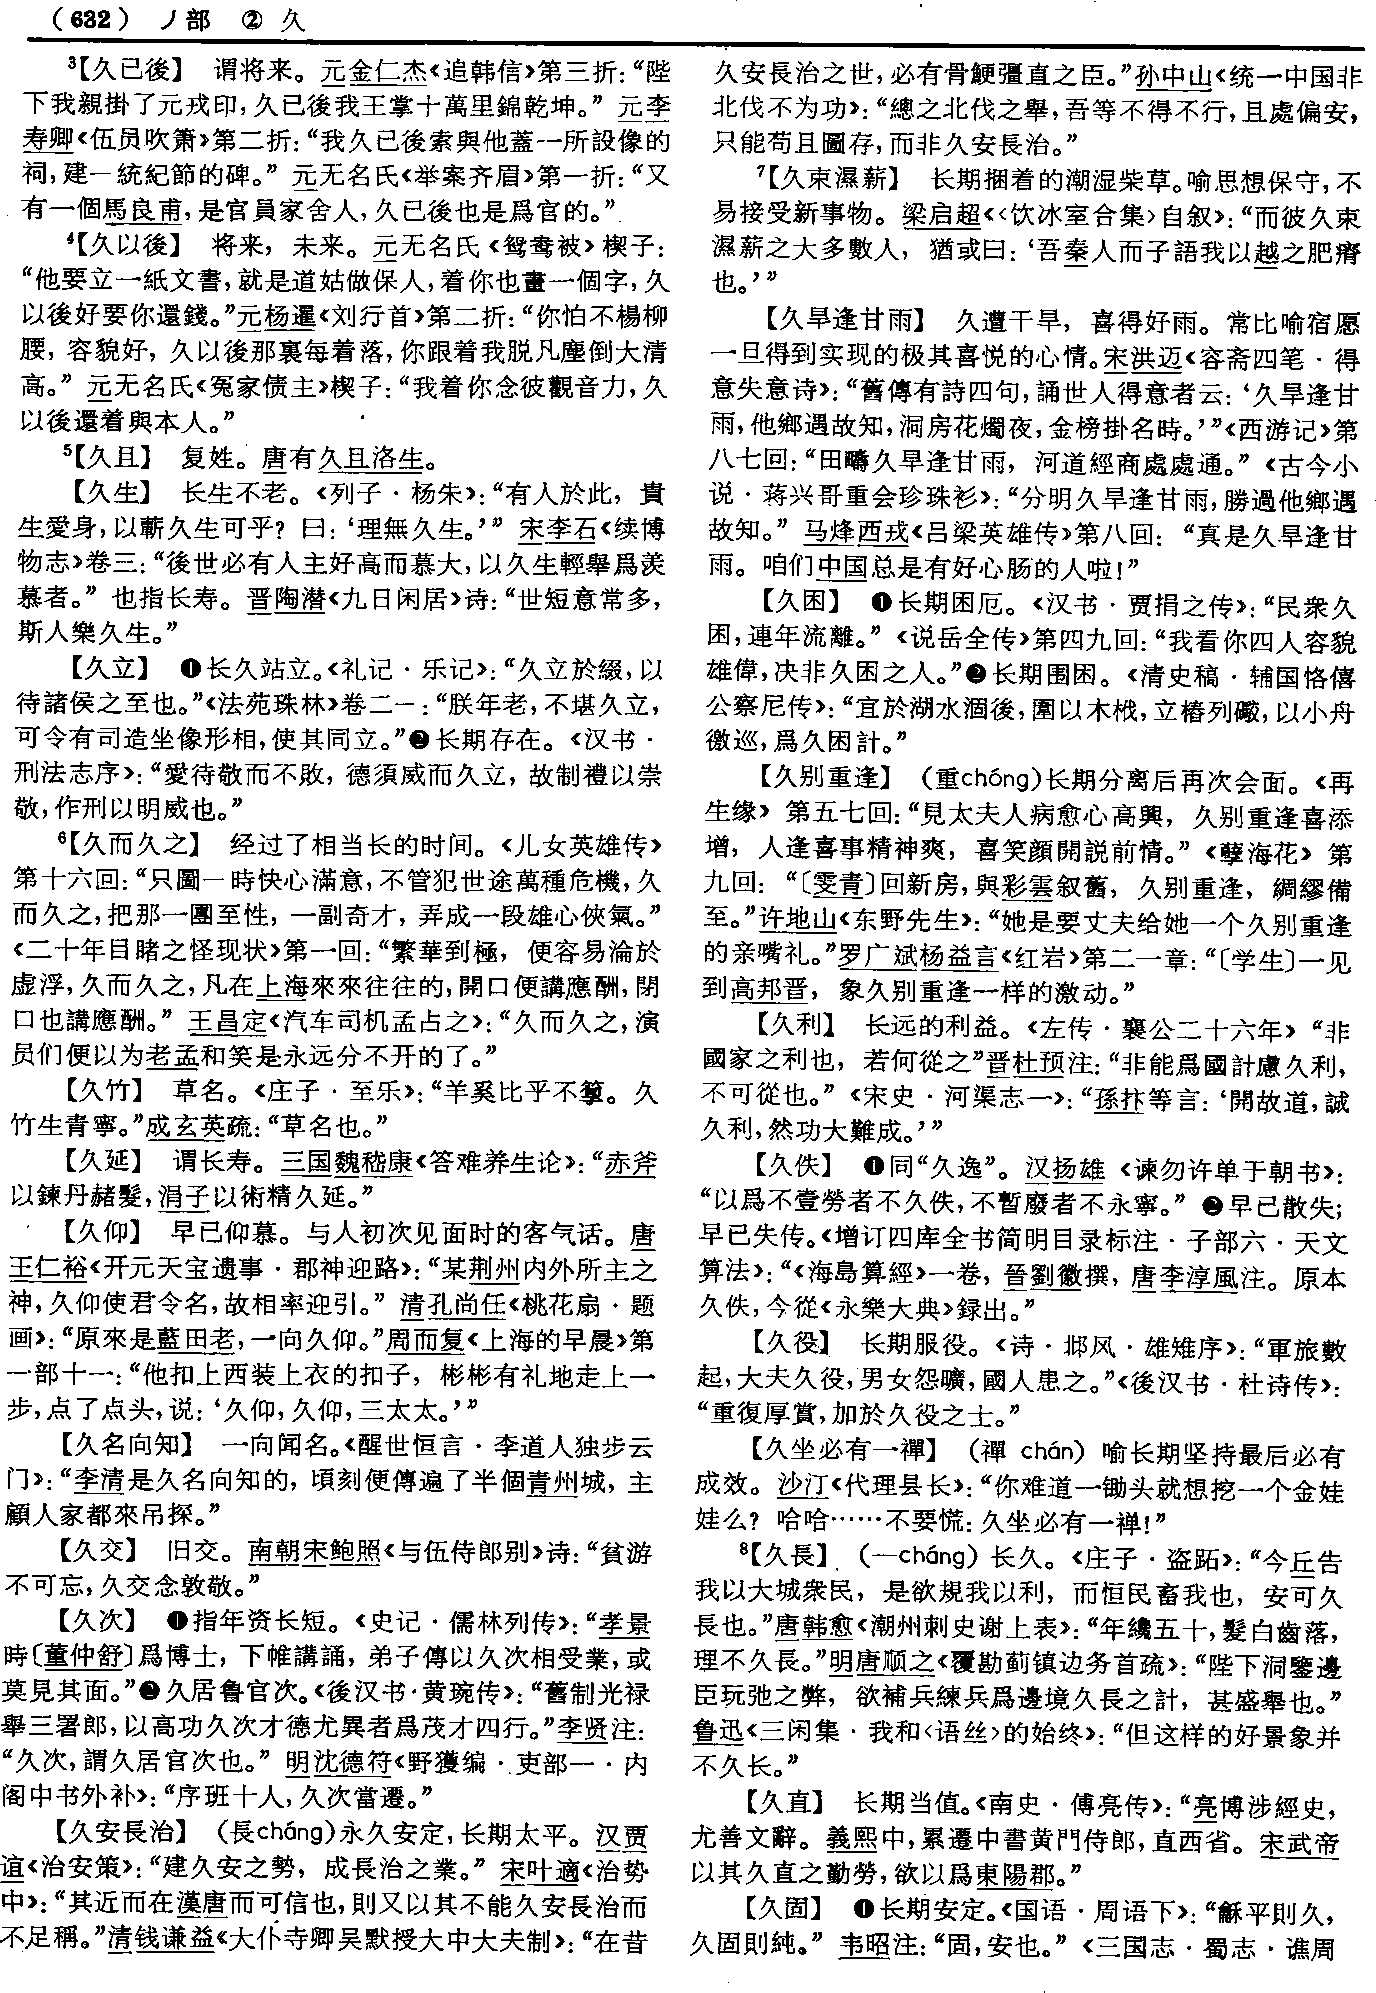 （632） 丿部 ② 久
³【久已後】 谓将来。元金仁杰《追韩信》第三折：“陛
下我親掛了元戎印，久已後我王掌十萬里錦乾坤。” 元李
寿卿《伍员吹箫》第二折：“我久已後索與他蓋一所設像的
祠，建一統紀節的碑。” 元无名氏《举案齐眉》第一折：“又
有一個馬良甫，是官員家舍人，久已後也是爲官的。”
⁴【久以後】 将来，未来。元无名氏《鸳鸯被》楔子：
“他要立一紙文書，就是道姑做保人，着你也畫一個字，久
以後好要你還錢。”元杨暹《刘行首》第二折：“你怕不楊柳
腰，容貌好，久以後那裏每着落，你跟着我脱凡塵倒大清
高。” 元无名氏《冤家债主》楔子：“我着你念彼觀音力，久
以後還着與本人。”
⁵【久且】 复姓。唐有久且洛生。
【久生】 长生不老。《列子·杨朱》：“有人於此，貴
生愛身，以蘄久生可乎？曰：‘理無久生。’” 宋李石《续博
物志》卷三：“後世必有人主好高而慕大，以久生輕舉爲羨
慕者。” 也指长寿。晋陶潜《九日闲居》诗：“世短意常多，
斯人樂久生。”
【久立】 ❶长久站立。《礼记·乐记》：“久立於綴，以
待諸侯之至也。”《法苑珠林》卷二一：“朕年老，不堪久立，
可令有司造坐像形相，使其同立。”❷长期存在。《汉书·
刑法志序》：“愛待敬而不敗，德須威而久立，故制禮以崇
敬，作刑以明威也。”
⁶【久而久之】 经过了相当长的时间。《儿女英雄传》
第十六回：“只圖一時快心滿意，不管犯世途萬種危機，久
而久之，把那一團至性，一副奇才，弄成一段雄心俠氣。”
《二十年目睹之怪现状》第一回：“繁華到極，便容易淪於
虚浮，久而久之，凡在上海來來往往的，開口便講應酬，閉
口也講應酬。” 王昌定《汽车司机孟占之》：“久而久之，演
员们便以为老孟和笑是永远分不开的了。”
【久竹】 草名。《庄子·至乐》：“羊奚比乎不箰。久
竹生青寧。”成玄英疏：“草名也。”
【久延】 谓长寿。三国魏嵇康《答难养生论》：“赤斧
以鍊丹赭髮，涓子以術精久延。”
【久仰】 早已仰慕。与人初次见面时的客气话。唐
王仁裕《开元天宝遗事·郡神迎路》：“某荆州内外所主之
神，久仰使君令名，故相率迎引。” 清孔尚任《桃花扇·题
画》：“原來是藍田老，一向久仰。”周而复《上海的早晨》第
一部十一：“他扣上西装上衣的扣子，彬彬有礼地走上一
步，点了点头，说：‘久仰，久仰，三太太。’”
【久名向知】 一向闻名。《醒世恒言·李道人独步云
门》：“李清是久名向知的，頃刻便傳遍了半個青州城，主
顧人家都來吊探。”
【久交】 旧交。南朝宋鲍照《与伍侍郎别》诗：“貧游
不可忘，久交念敦敬。”
【久次】 ❶指年资长短。《史记·儒林列传》：“孝景
時〔董仲舒〕爲博士，下帷講誦，弟子傳以久次相受業，或
莫見其面。”❷久居鲁官次。《後汉书·黄琬传》：“舊制光禄
舉三署郎，以高功久次才德尤異者爲茂才四行。”李贤注：
“久次，謂久居官次也。” 明沈德符《野獲编·吏部一·内
阁中书外补》：“序班十人，久次當遷。”
【久安長治】 （長cháng）永久安定，长期太平。汉贾
谊《治安策》：“建久安之勢，成長治之業。” 宋叶適《治势
中》：“其近而在漢唐而可信也，則又以其不能久安長治而
不足稱。”清钱谦益《大仆寺卿吴默授大中大夫制》：“在昔
久安長治之世，必有骨鯁彊直之臣。”孙中山《统一中国非
北伐不为功》：“總之北伐之舉，吾等不得不行，且處偏安，
只能苟且圖存，而非久安長治。”
⁷【久束濕薪】 长期捆着的潮湿柴草。喻思想保守，不
易接受新事物。梁启超《〈饮冰室合集〉自叙》：“而彼久束
濕薪之大多數人，猶或曰：‘吾秦人而子語我以越之肥瘠
也。’”
【久旱逢甘雨】 久遭干旱，喜得好雨。常比喻宿愿
一旦得到实现的极其喜悦的心情。宋洪迈《容斋四笔·得
意失意诗》：“舊傳有詩四句，誦世人得意者云：‘久旱逢甘
雨，他鄉遇故知，洞房花燭夜，金榜掛名時。’”《西游记》第
八七回：“田疇久旱逢甘雨，河道經商處處通。”《古今小
说·蒋兴哥重会珍珠衫》：“分明久旱逢甘雨，勝過他鄉遇
故知。” 马烽西戎《吕梁英雄传》第八回：“真是久旱逢甘
雨。咱们中国总是有好心肠的人啦！”
【久困】 ❶长期困厄。《汉书·贾捐之传》：“民衆久
困，連年流離。”《说岳全传》第四九回：“我看你四人容貌
雄偉，决非久困之人。”❷长期围困。《清史稿·辅国恪僖
公察尼传》：“宜於湖水涸後，圍以木栰，立樁列礮，以小舟
徼巡，爲久困計。”
【久别重逢】 （重chóng）长期分离后再次会面。《再
生缘》第五七回：“見太夫人病愈心高興，久别重逢喜添
增，人逢喜事精神爽，喜笑顔開説前情。”《孽海花》第
九回：“〔雯青〕回新房，與彩雲叙舊，久别重逢，綢繆備
至。”许地山《东野先生》：“她是要丈夫给她一个久别重逢
的亲嘴礼。”罗广斌杨益言《红岩》第二一章：“〔学生〕一见
到高邦晋，象久别重逢一样的激动。”
【久利】 长远的利益。《左传·襄公二十六年》“非
國家之利也，若何從之”晋杜预注：“非能爲國計慮久利，
不可從也。”《宋史·河渠志一》：“孫抃等言：‘開故道，誠
久利，然功大難成。’”
【久佚】 ❶同“久逸”。汉扬雄《谏勿许单于朝书》：
“以爲不壹勞者不久佚，不暫廢者不永寧。” ❷早已散失；
早已失传。《增订四库全书简明目录标注·子部六·天文
算法》：“《海島算經》一卷，晉劉徽撰，唐李淳風注。原本
久佚，今從《永樂大典》録出。”
【久役】 长期服役。《诗·邶风·雄雉序》：“軍旅數
起，大夫久役，男女怨曠，國人患之。”《後汉书·杜诗传》：
“重復厚賞，加於久役之士。”
【久坐必有一禪】 （禪 chán）喻长期坚持最后必有
成效。沙汀《代理县长》：“你难道一锄头就想挖一个金娃
娃么？哈哈……不要慌：久坐必有一禅！”
⁸【久長】 （—cháng）长久。《庄子·盗跖》：“今丘告
我以大城衆民，是欲規我以利，而恒民畜我也，安可久
長也。”唐韩愈《潮州刺史谢上表》：“年纔五十，髮白齒落，
理不久長。”明唐顺之《覆勘蓟镇边务首疏》：“陛下洞鑒邊
臣玩弛之弊，欲補兵練兵爲邊境久長之計，甚盛舉也。”
鲁迅《三闲集·我和〈语丝〉的始终》：“但这样的好景象并
不久长。”
【久直】 长期当值。《南史·傅亮传》：“亮博涉經史，
尤善文辭。義熙中，累遷中書黄門侍郎，直西省。宋武帝
以其久直之勤勞，欲以爲東陽郡。”
【久固】 ❶长期安定。《国语·周语下》：“龢平則久，
久固則純。” 韦昭注：“固，安也。”《三国志·蜀志·谯周